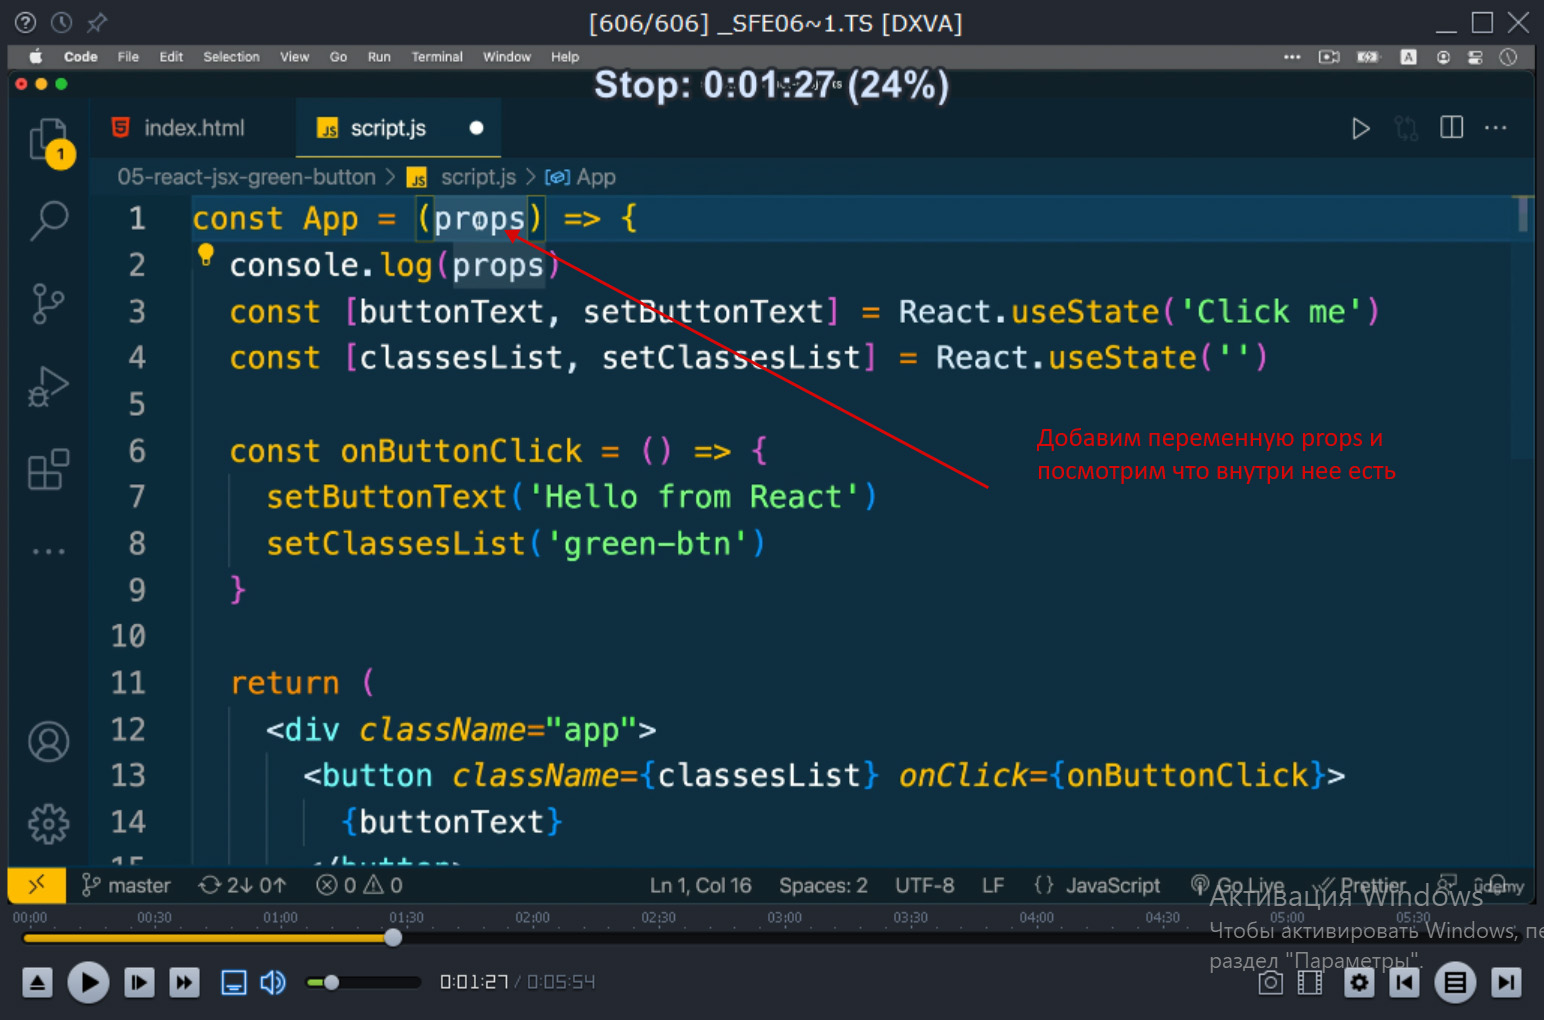 [606/606] _SFE06~1.TS [DXVA]
Code File Edit Selection View Go Run Terminal Window Help
A
Stop: 0:01:27 (24%)
index.html
JS script.js
1
05-react-jsx-green-button > JS script.js > App
1 const App = (props) => {
2 console.log(props)
3 const [buttonText, setButtonText] = React.useState('Click me')
4 const [classesList, setClassesList] = React.useState('')
5
Добавим переменную props и
посмотрим что внутри нее есть
6 const onButtonClick = () => {
7 setButtonText('Hello from React')
8 setClassesList('green-btn')
9 }
10
11 return (
12 <div className="app">
13 <button className={classesList} onClick={onButtonClick}>
14 {buttonText}
15 </button>
master 2↓ 0↑ 0 0 Ln 1, Col 16 Spaces: 2 UTF-8 LF {} JavaScript Go Live Prettier ûdemy
Активация Windows
Чтобы активировать Windows, пе
раздел "Параметры".
00:00 00:30 01:00 01:30 02:00 02:30 03:00 03:30 04:00 04:30 05:00 05:30
0:01:27 / 0:05:54